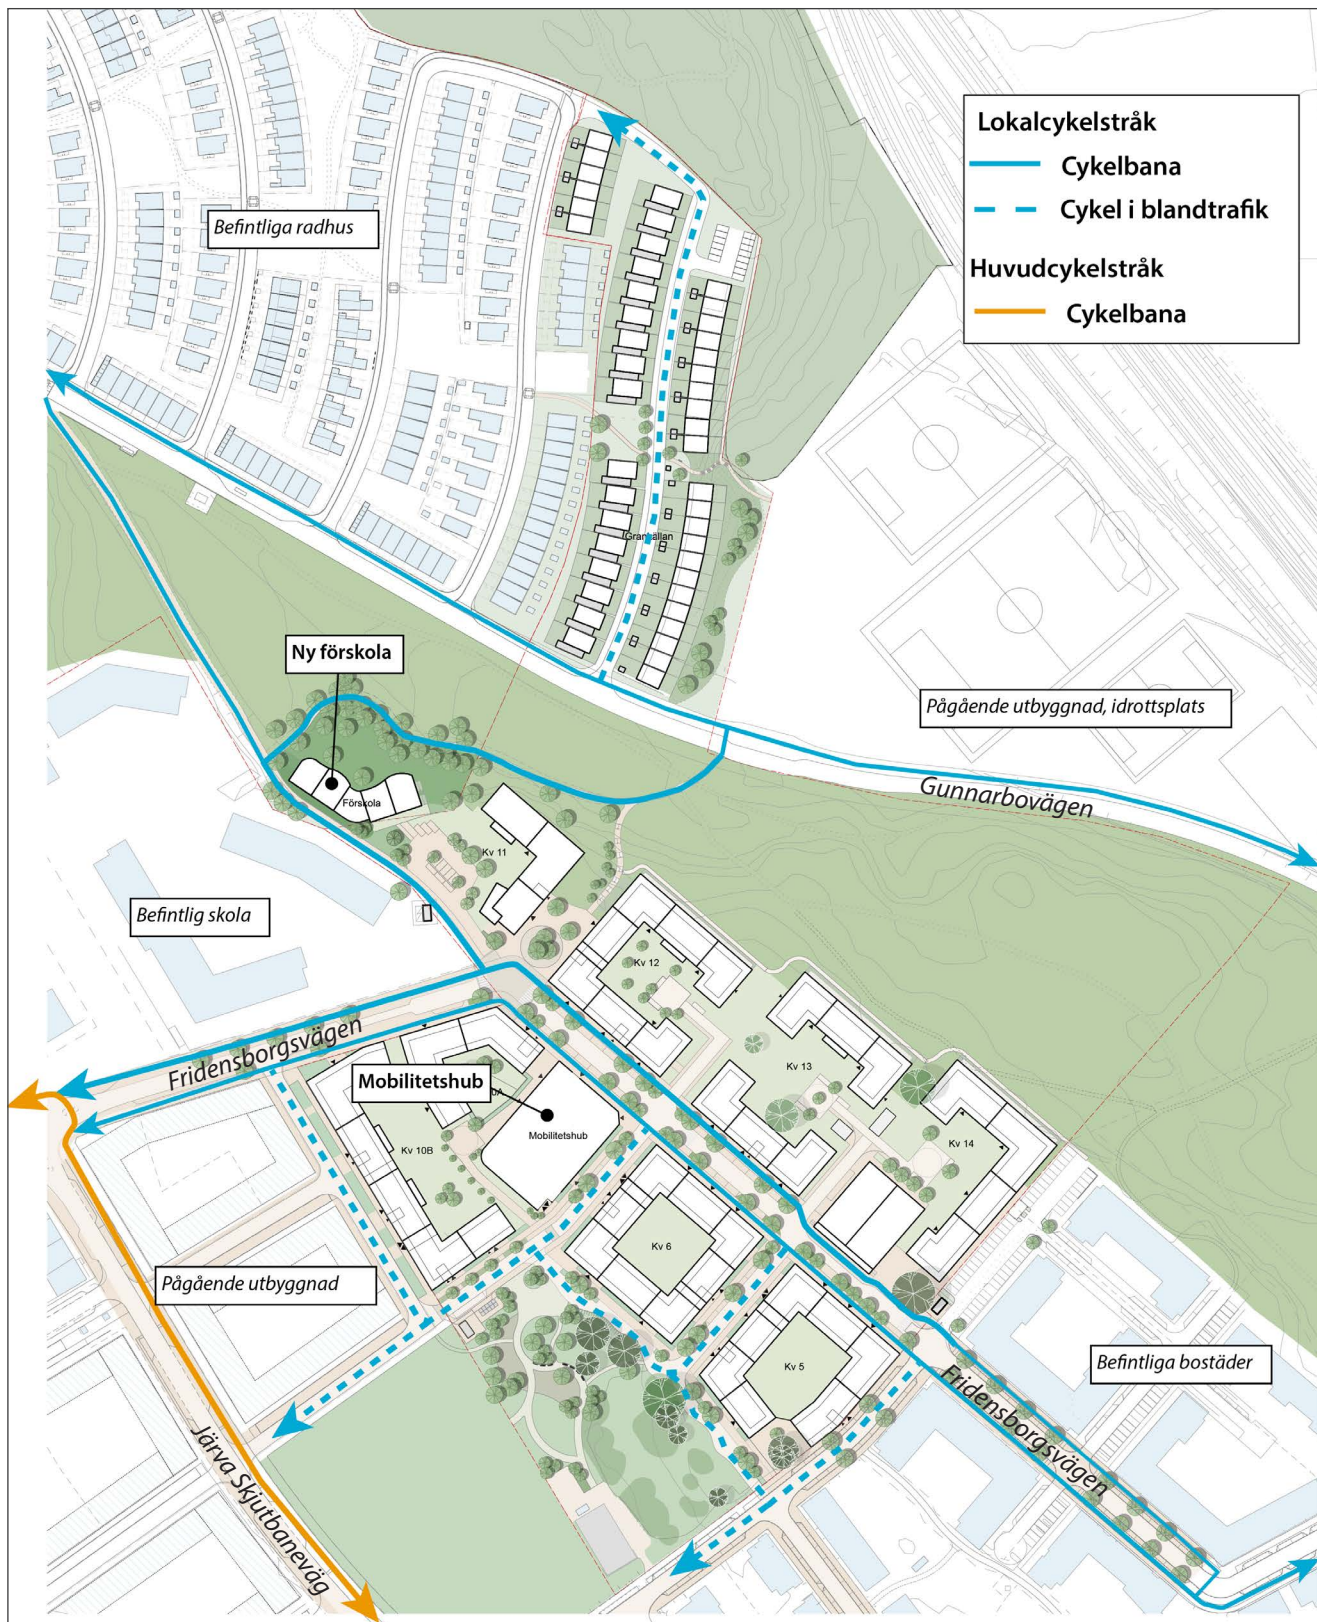 Lokalcykelstråk
Cykelbana
Cykel i blandtrafik
Huvudcykelstråk
Cykelbana
Befintliga radhus
Granhällan
Ny förskola
Pågående utbyggnad, idrottsplats
Gunnarbovägen
Förskola
Kv 11
Befintlig skola
Kv 12
Fridensborgsvägen
Kv 13
Mobilitetshub
Mobilitetshub
Kv 10B
Kv 14
Kv 6
Pågående utbyggnad
Befintliga bostäder
Kv 5
Fridensborgsvägen
Järva Skjutbaneväg